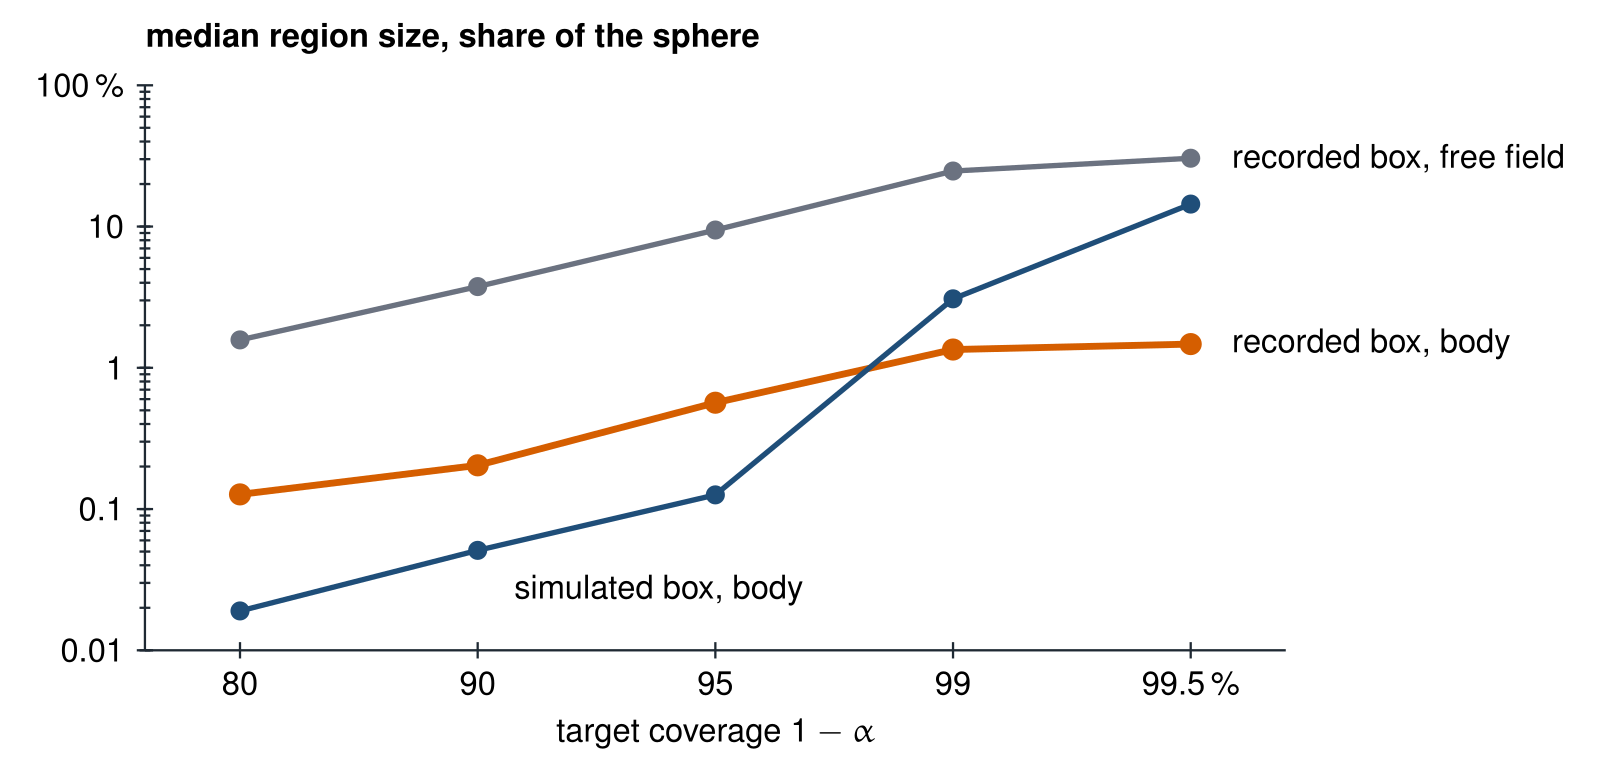 median region size, share of the sphere
100 %
10
1
0.1
0.01
recorded box, free field
recorded box, body
simulated box, body
80 90 95 99 99.5 %
target coverage 1 − α